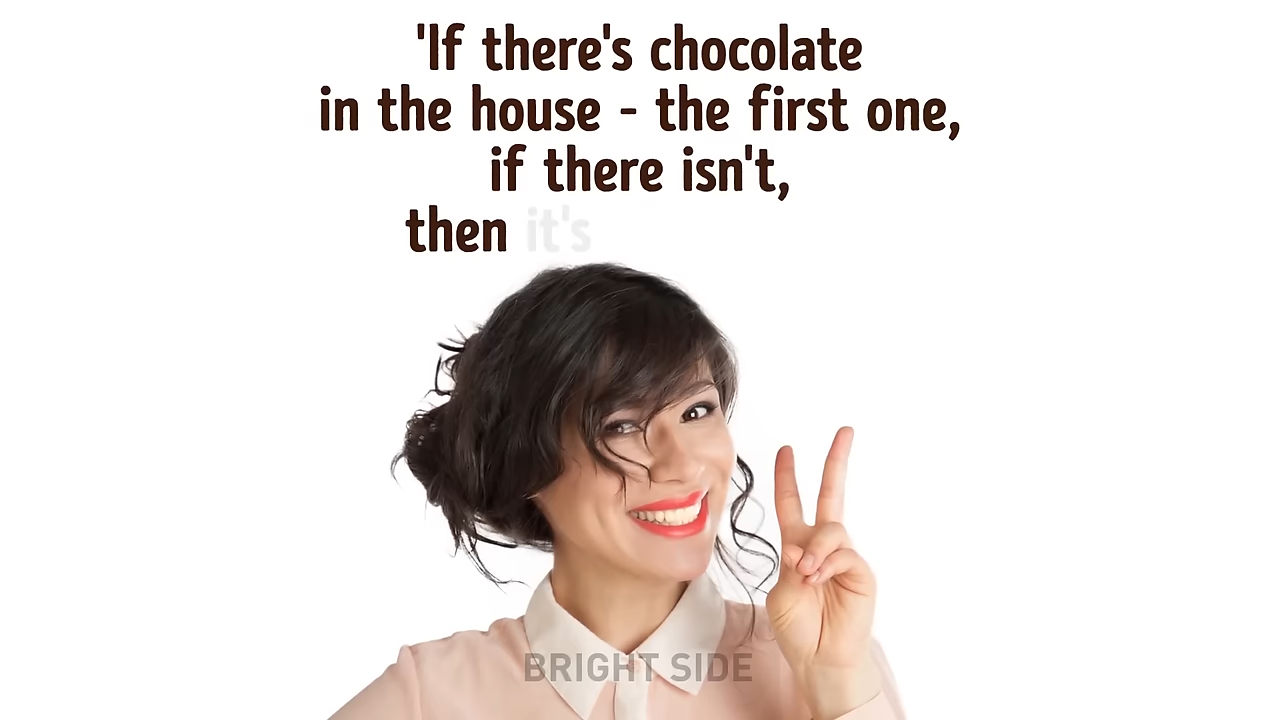 'If there's chocolate
in the house - the first one,
if there isn't,
then it's
BRIGHT SIDE